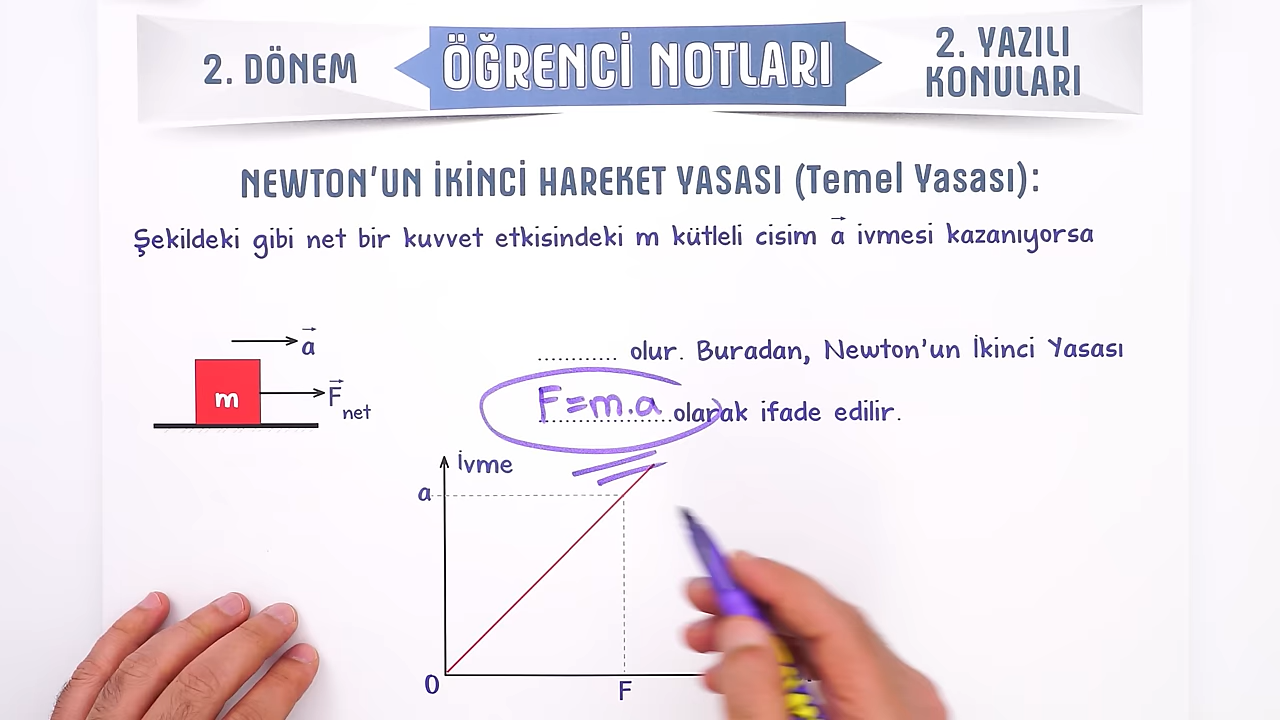 2. DÖNEM
ÖĞRENCİ NOTLARI
2. YAZILI
KONULARI
NEWTON'UN İKİNCİ HAREKET YASASI (Temel Yasası):
Şekildeki gibi net bir kuvvet etkisindeki m kütleli cisim a ivmesi kazanıyorsa
a
m
F net
............ olur. Buradan, Newton'un İkinci Yasası
F=m.a olarak ifade edilir.
İvme
a
0
F